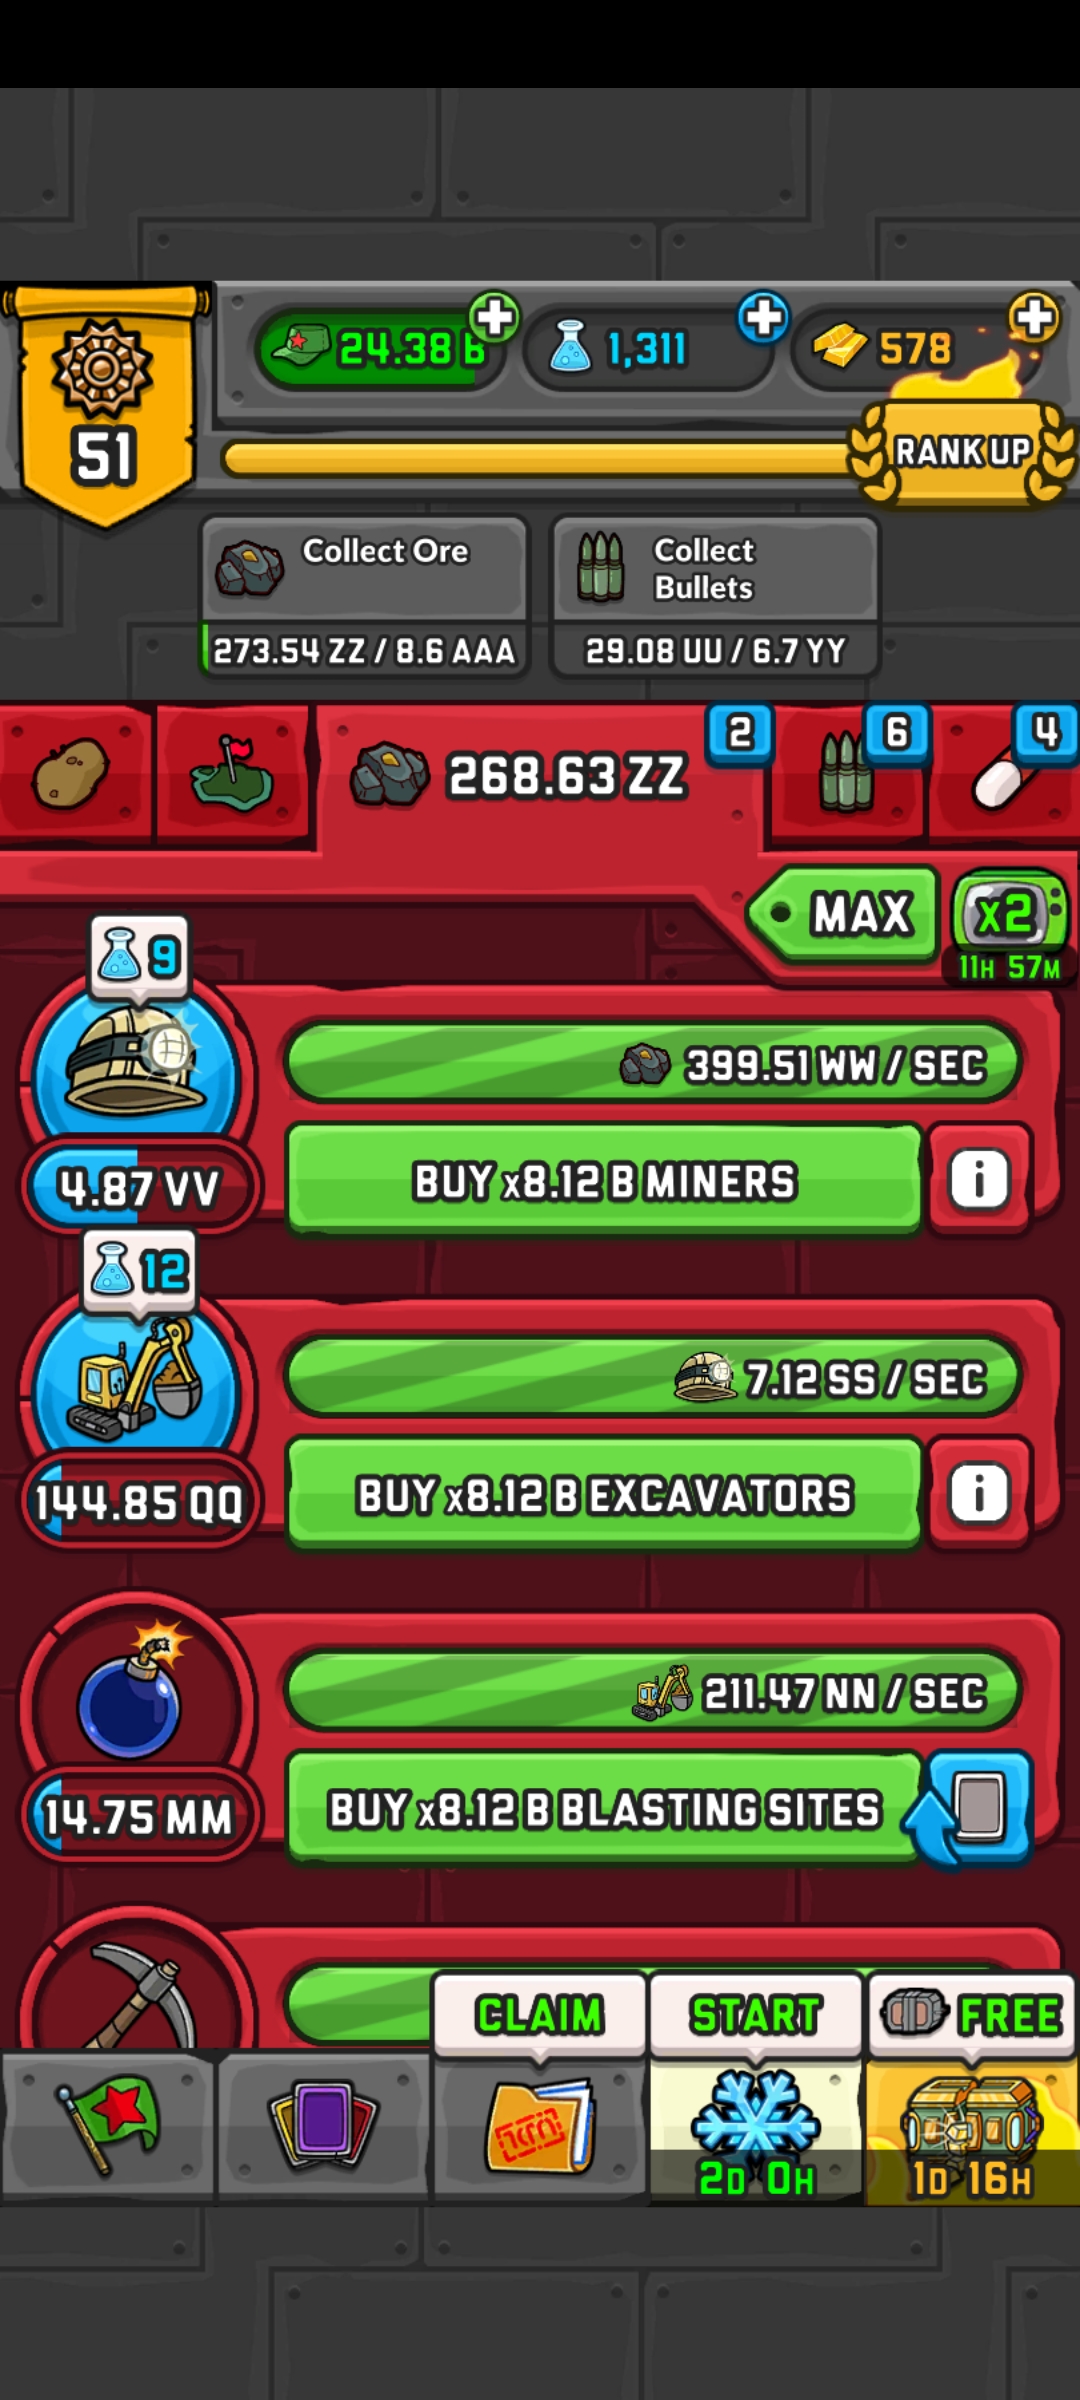 24.38 B
1,311
578
51
RANK UP
Collect Ore
273.54 ZZ / 8.6 AAA
Collect
Bullets
29.08 UU / 6.7 YY
268.63 ZZ
2
6
4
MAX
x2
11H 57M
9
399.51 WW / SEC
4.87 VV
BUY x8.12 B MINERS
i
12
7.12 SS / SEC
144.85 QQ
BUY x8.12 B EXCAVATORS
i
211.47 NN / SEC
14.75 MM
BUY x8.12 B BLASTING SITES
CLAIM
START
FREE
2D 0H
1D 16H